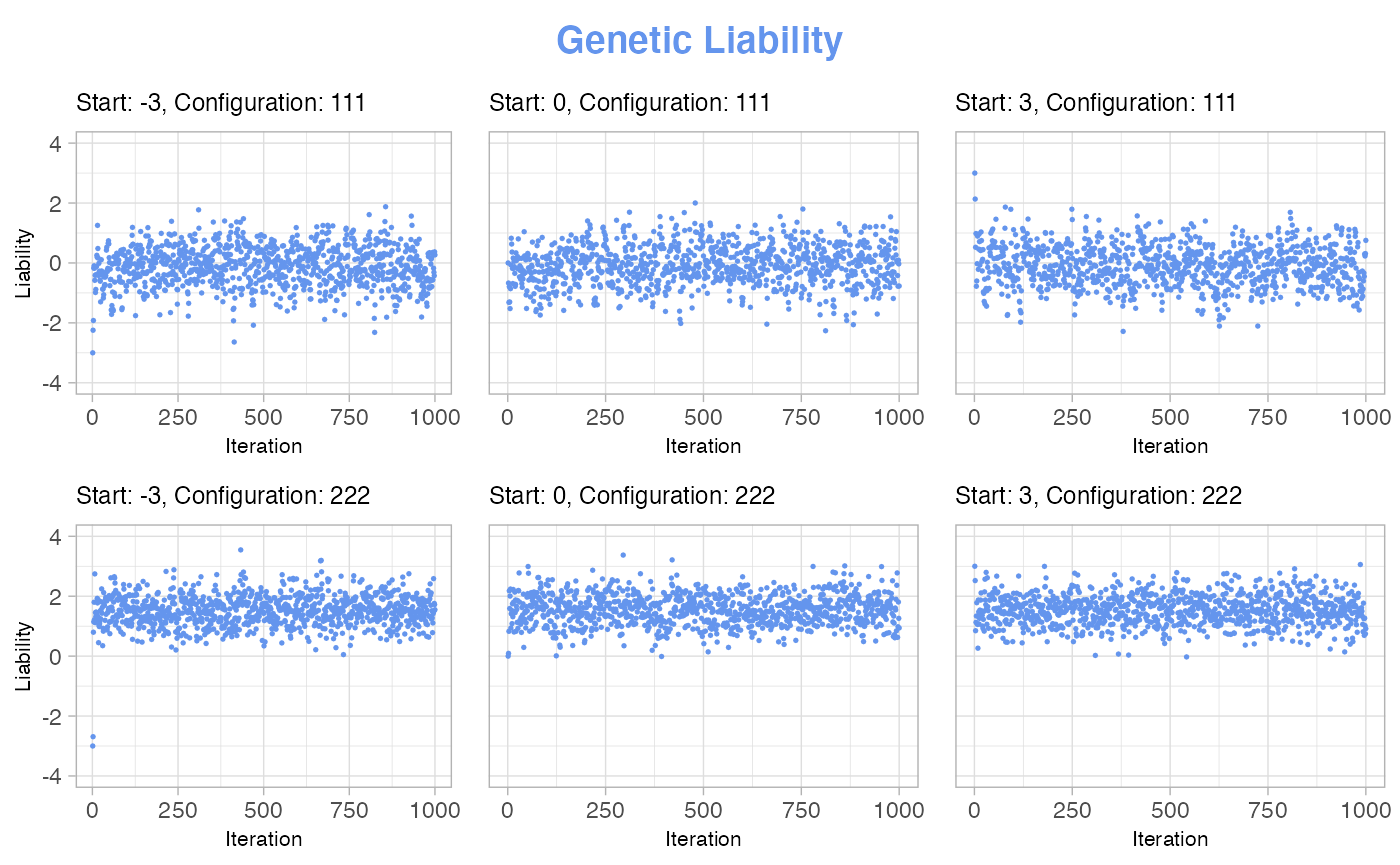 Genetic Liability
Start: -3, Configuration: 111
Start: 0, Configuration: 111
Start: 3, Configuration: 111
Liability
4
2
0
-2
-4
0 250 500 750 1000
0 250 500 750 1000
0 250 500 750 1000
Iteration
Iteration
Iteration
Start: -3, Configuration: 222
Start: 0, Configuration: 222
Start: 3, Configuration: 222
Liability
4
2
0
-2
-4
0 250 500 750 1000
0 250 500 750 1000
0 250 500 750 1000
Iteration
Iteration
Iteration